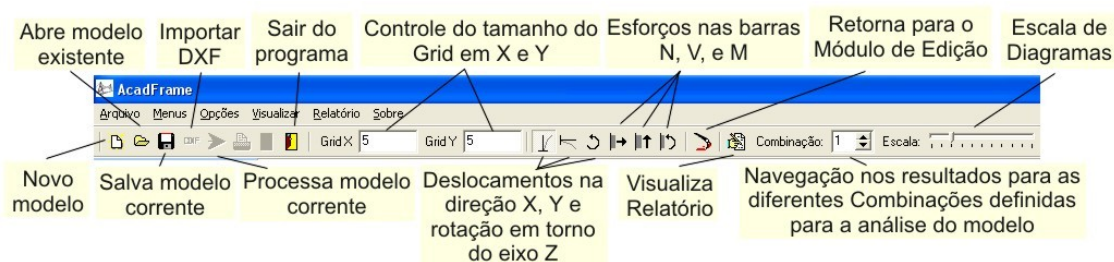 Abre modelo
existente
Importar
DXF
Sair do
programa
Controle do tamanho do
Grid em X e Y
Esforços nas barras
N, V, e M
Retorna para o
Módulo de Edição
Escala de
Diagramas
AcadFrame
Arquivo Menus Opções Visualizar Relatório Sobre
DXF Grid X 5 Grid Y 5 Combinação: 1 Escala:
Novo
modelo
Salva modelo
corrente
Processa modelo
corrente
Deslocamentos na
direção X, Y e
rotação em torno
do eixo Z
Visualiza
Relatório
Navegação nos resultados para as
diferentes Combinações definidas
para a análise do modelo